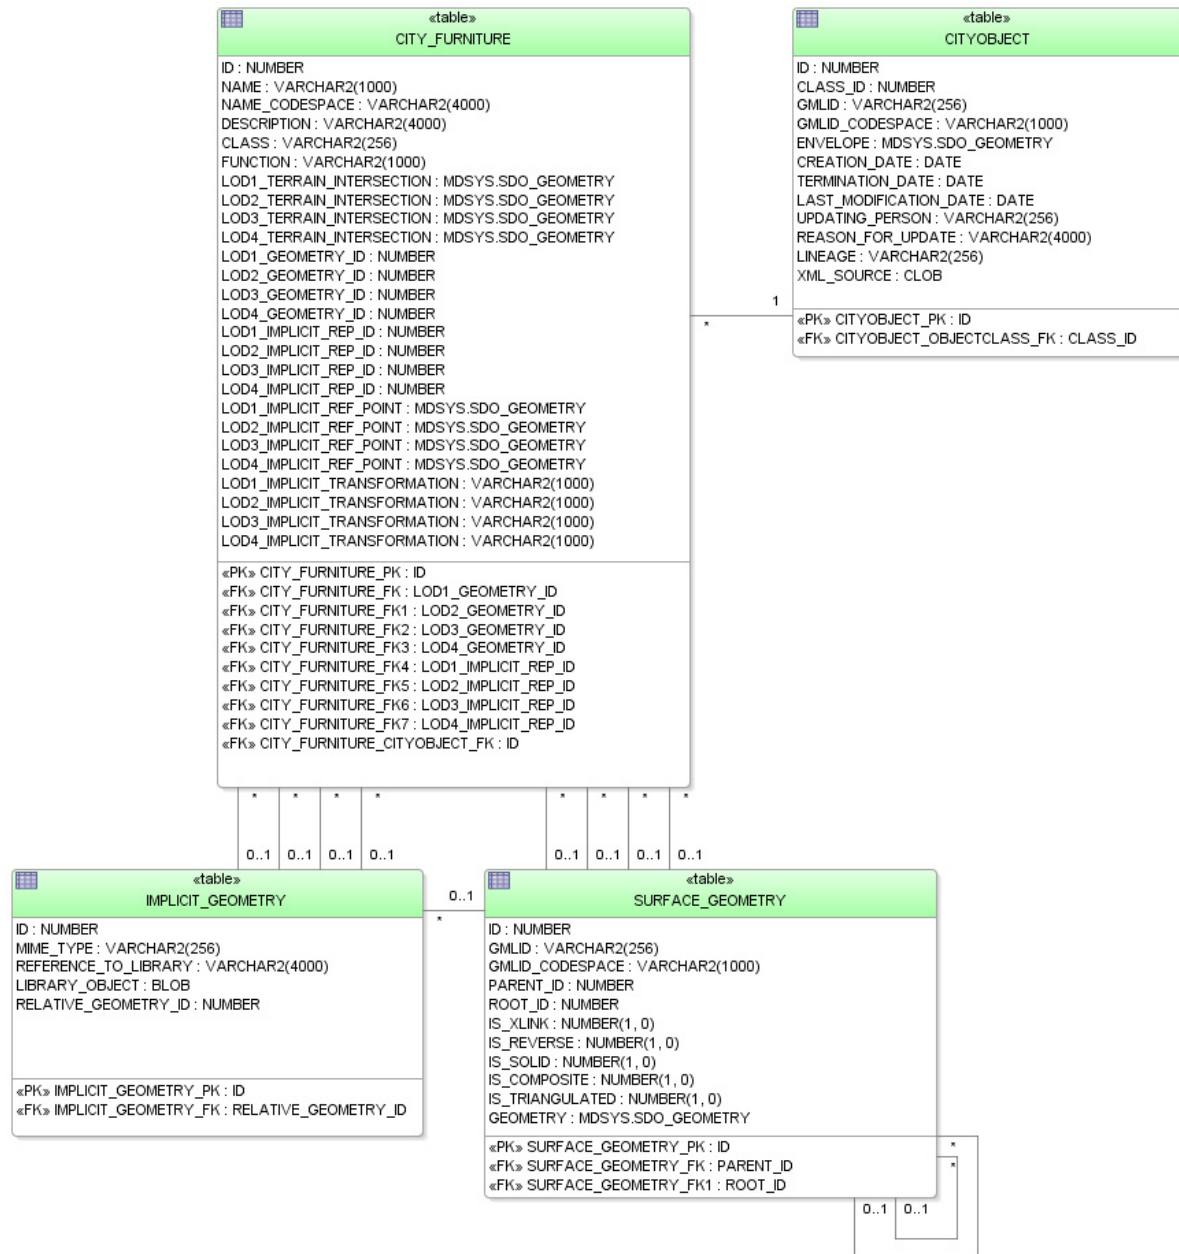 «table»
CITY_FURNITURE
ID : NUMBER
NAME : VARCHAR2(1000)
NAME_CODESPACE : VARCHAR2(4000)
DESCRIPTION : VARCHAR2(4000)
CLASS : VARCHAR2(256)
FUNCTION : VARCHAR2(1000)
LOD1_TERRAIN_INTERSECTION : MDSYS.SDO_GEOMETRY
LOD2_TERRAIN_INTERSECTION : MDSYS.SDO_GEOMETRY
LOD3_TERRAIN_INTERSECTION : MDSYS.SDO_GEOMETRY
LOD4_TERRAIN_INTERSECTION : MDSYS.SDO_GEOMETRY
LOD1_GEOMETRY_ID : NUMBER
LOD2_GEOMETRY_ID : NUMBER
LOD3_GEOMETRY_ID : NUMBER
LOD4_GEOMETRY_ID : NUMBER
LOD1_IMPLICIT_REP_ID : NUMBER
LOD2_IMPLICIT_REP_ID : NUMBER
LOD3_IMPLICIT_REP_ID : NUMBER
LOD4_IMPLICIT_REP_ID : NUMBER
LOD1_IMPLICIT_REF_POINT : MDSYS.SDO_GEOMETRY
LOD2_IMPLICIT_REF_POINT : MDSYS.SDO_GEOMETRY
LOD3_IMPLICIT_REF_POINT : MDSYS.SDO_GEOMETRY
LOD4_IMPLICIT_REF_POINT : MDSYS.SDO_GEOMETRY
LOD1_IMPLICIT_TRANSFORMATION : VARCHAR2(1000)
LOD2_IMPLICIT_TRANSFORMATION : VARCHAR2(1000)
LOD3_IMPLICIT_TRANSFORMATION : VARCHAR2(1000)
LOD4_IMPLICIT_TRANSFORMATION : VARCHAR2(1000)
«PK» CITY_FURNITURE_PK : ID
«FK» CITY_FURNITURE_FK : LOD1_GEOMETRY_ID
«FK» CITY_FURNITURE_FK1 : LOD2_GEOMETRY_ID
«FK» CITY_FURNITURE_FK2 : LOD3_GEOMETRY_ID
«FK» CITY_FURNITURE_FK3 : LOD4_GEOMETRY_ID
«FK» CITY_FURNITURE_FK4 : LOD1_IMPLICIT_REP_ID
«FK» CITY_FURNITURE_FK5 : LOD2_IMPLICIT_REP_ID
«FK» CITY_FURNITURE_FK6 : LOD3_IMPLICIT_REP_ID
«FK» CITY_FURNITURE_FK7 : LOD4_IMPLICIT_REP_ID
«FK» CITY_FURNITURE_CITYOBJECT_FK : ID
«table»
CITYOBJECT
ID : NUMBER
CLASS_ID : NUMBER
GMLID : VARCHAR2(256)
GMLID_CODESPACE : VARCHAR2(1000)
ENVELOPE : MDSYS.SDO_GEOMETRY
CREATION_DATE : DATE
TERMINATION_DATE : DATE
LAST_MODIFICATION_DATE : DATE
UPDATING_PERSON : VARCHAR2(256)
REASON_FOR_UPDATE : VARCHAR2(4000)
LINEAGE : VARCHAR2(256)
XML_SOURCE : CLOB
«PK» CITYOBJECT_PK : ID
«FK» CITYOBJECT_OBJECTCLASS_FK : CLASS_ID
1
*
* * * * * * * *
0..1 0..1 0..1 0..1 0..1 0..1 0..1 0..1
«table»
IMPLICIT_GEOMETRY
ID : NUMBER
MIME_TYPE : VARCHAR2(256)
REFERENCE_TO_LIBRARY : VARCHAR2(4000)
LIBRARY_OBJECT : BLOB
RELATIVE_GEOMETRY_ID : NUMBER
«PK» IMPLICIT_GEOMETRY_PK : ID
«FK» IMPLICIT_GEOMETRY_FK : RELATIVE_GEOMETRY_ID
0..1
*
«table»
SURFACE_GEOMETRY
ID : NUMBER
GMLID : VARCHAR2(256)
GMLID_CODESPACE : VARCHAR2(1000)
PARENT_ID : NUMBER
ROOT_ID : NUMBER
IS_XLINK : NUMBER(1, 0)
IS_REVERSE : NUMBER(1, 0)
IS_SOLID : NUMBER(1, 0)
IS_COMPOSITE : NUMBER(1, 0)
IS_TRIANGULATED : NUMBER(1, 0)
GEOMETRY : MDSYS.SDO_GEOMETRY
«PK» SURFACE_GEOMETRY_PK : ID
«FK» SURFACE_GEOMETRY_FK : PARENT_ID
«FK» SURFACE_GEOMETRY_FK1 : ROOT_ID
*
*
0..1 0..1